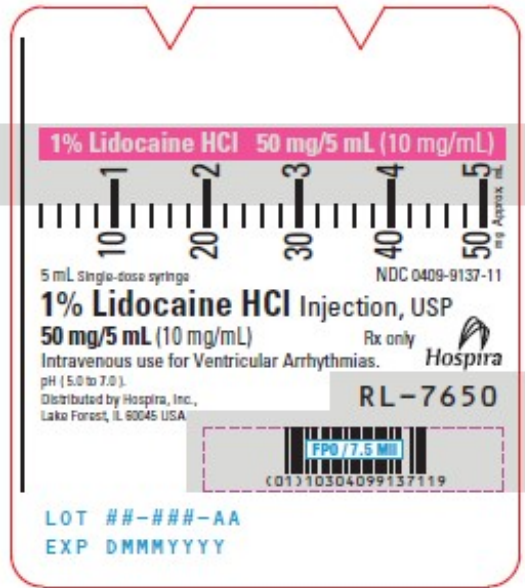 1% Lidocaine HCl 50 mg/5 mL (10 mg/mL)
1 2 3 4 5 Approx mL
10 20 30 40 50 mg
5 mL Single-dose syringe NDC 0409-9137-11
1% Lidocaine HCl Injection, USP
50 mg/5 mL (10 mg/mL) Rx only
Intravenous use for Ventricular Arrhythmias. Hospira
pH (5.0 to 7.0).
Distributed by Hospira, Inc.,
Lake Forest, IL 60045 USA
RL-7650
FPO / 7.5 Mil
(01)10304099137119
LOT ##-###-AA
EXP DMMMYYYY